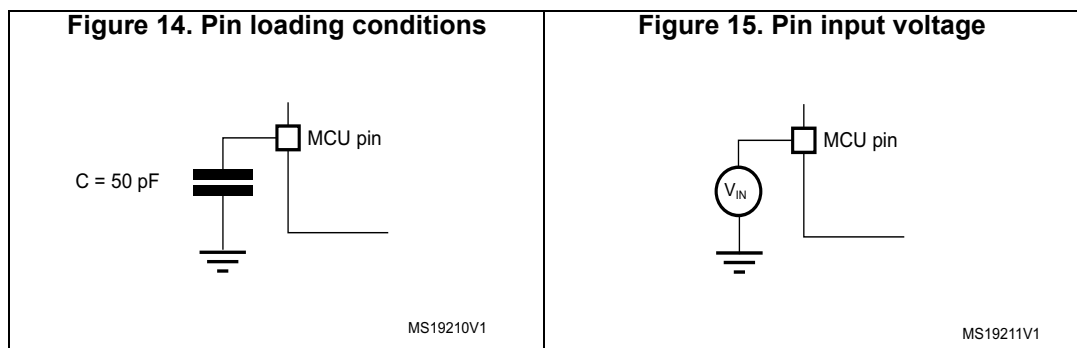 Figure 14. Pin loading conditions
MCU pin
C = 50 pF
MS19210V1
Figure 15. Pin input voltage
MCU pin
VIN
MS19211V1